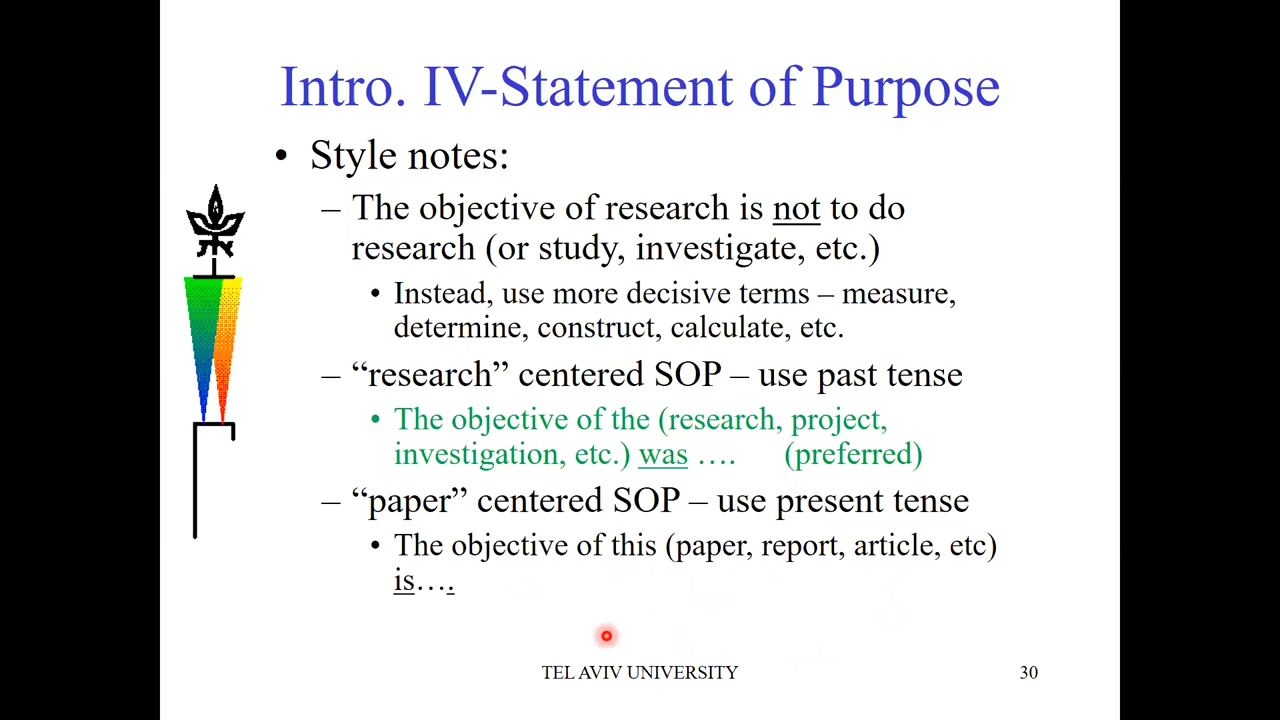 Intro. IV-Statement of Purpose
• Style notes:
– The objective of research is not to do
research (or study, investigate, etc.)
• Instead, use more decisive terms – measure,
determine, construct, calculate, etc.
– “research” centered SOP – use past tense
• The objective of the (research, project,
investigation, etc.) was …. (preferred)
– “paper” centered SOP – use present tense
• The objective of this (paper, report, article, etc)
is….
TEL AVIV UNIVERSITY 30